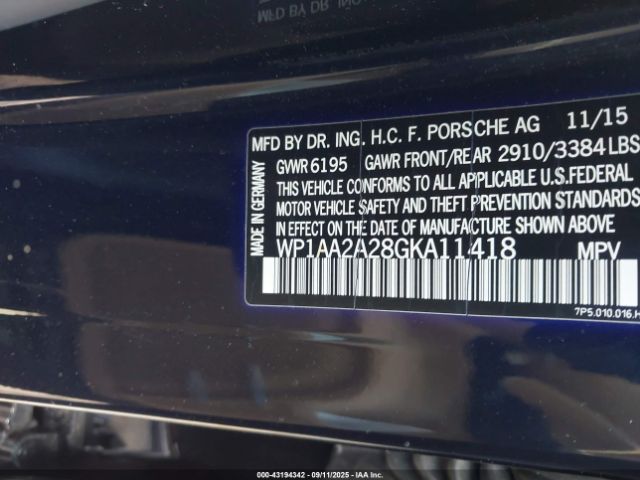 MFD BY DR. ING. H.C. F. PORSCHE AG 11/15
GVWR 6195 GAWR FRONT/REAR 2910/3384 LBS
THIS VEHICLE CONFORMS TO ALL APPLICABLE U.S. FEDERAL
MOTOR VEHICLE SAFETY AND THEFT PREVENTION STANDARDS
IN EFFECT ON THE DATE OF MANUFACTURE SHOWN ABOVE
WP1AA2A28GKA11418 MPV
MADE IN GERMANY
7P5.010.016.H
000-43194342 - 09/11/2025 - IAA Inc.